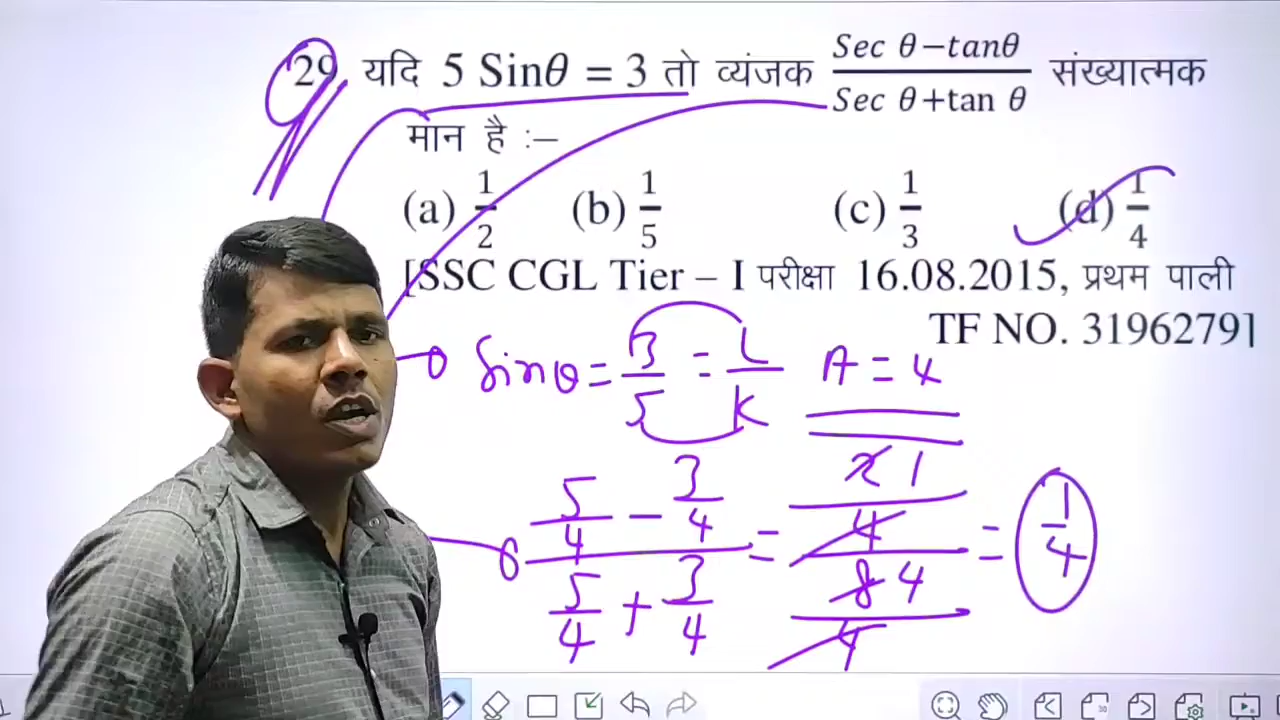 29. यदि 5 Sinθ = 3 तो व्यंजक (Sec θ−tanθ)/(Sec θ+tan θ) संख्यात्मक
मान है :–
(a) 1/2 (b) 1/5 (c) 1/3 (d) 1/4
[SSC CGL Tier – I परीक्षा 16.08.2015, प्रथम पाली
TF NO. 3196279]
Sinθ = 3/5 = L/K A = 4
(5/4 − 3/4)/(5/4 + 3/4) = (2 1/4)/(8 4/4) = 1/4